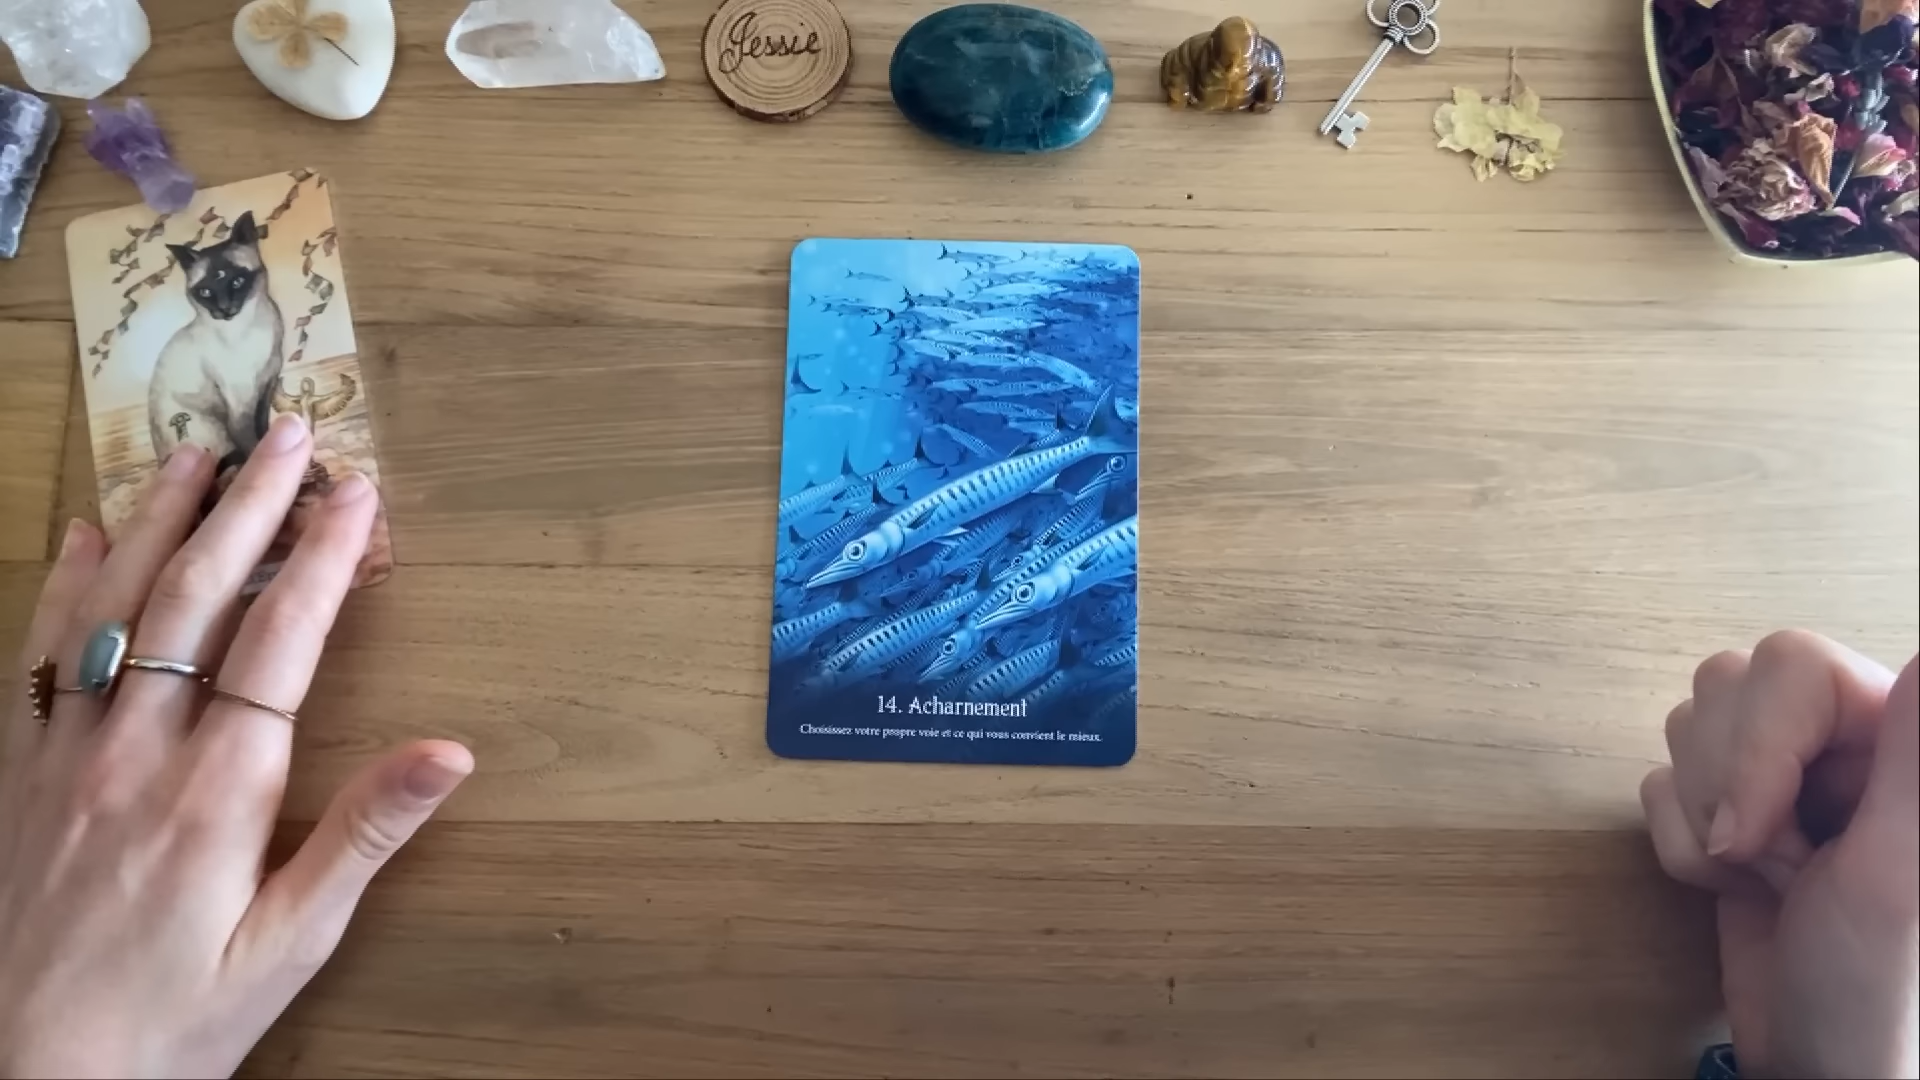 Jessie
14. Acharnement
Choisissez votre propre voie et ce qui vous convient le mieux.